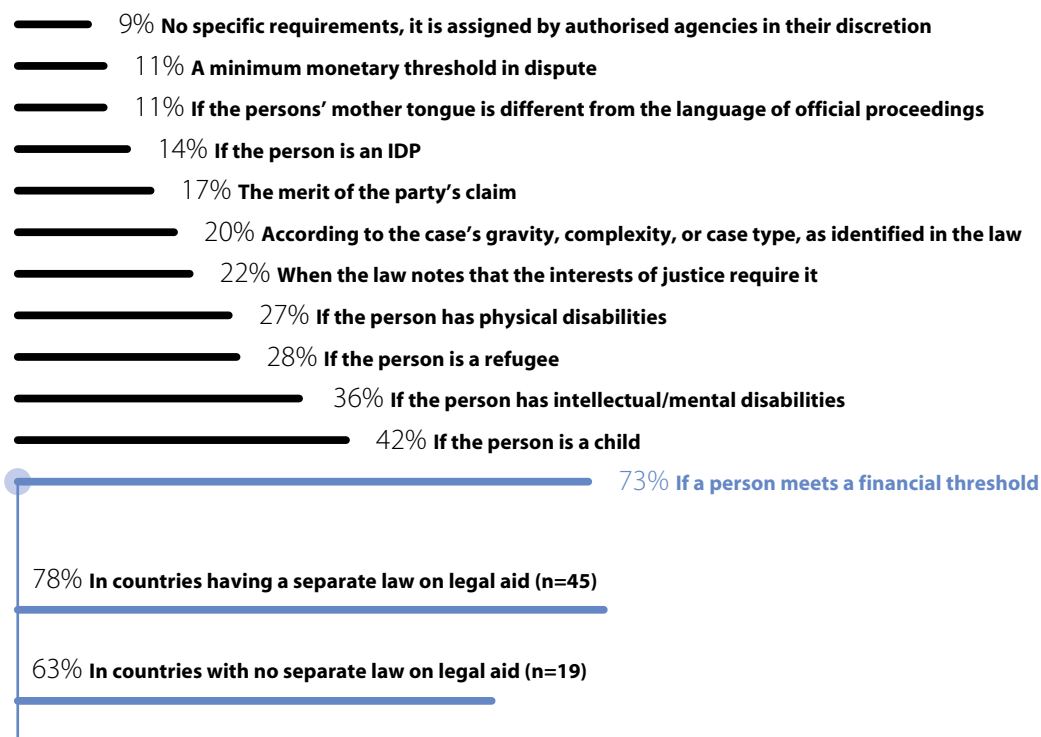 9% No specific requirements, it is assigned by authorised agencies in their discretion
11% A minimum monetary threshold in dispute
11% If the persons’ mother tongue is different from the language of official proceedings
14% If the person is an IDP
17% The merit of the party’s claim
20% According to the case’s gravity, complexity, or case type, as identified in the law
22% When the law notes that the interests of justice require it
27% If the person has physical disabilities
28% If the person is a refugee
36% If the person has intellectual/mental disabilities
42% If the person is a child
73% If a person meets a financial threshold
78% In countries having a separate law on legal aid (n=45)
63% In countries with no separate law on legal aid (n=19)